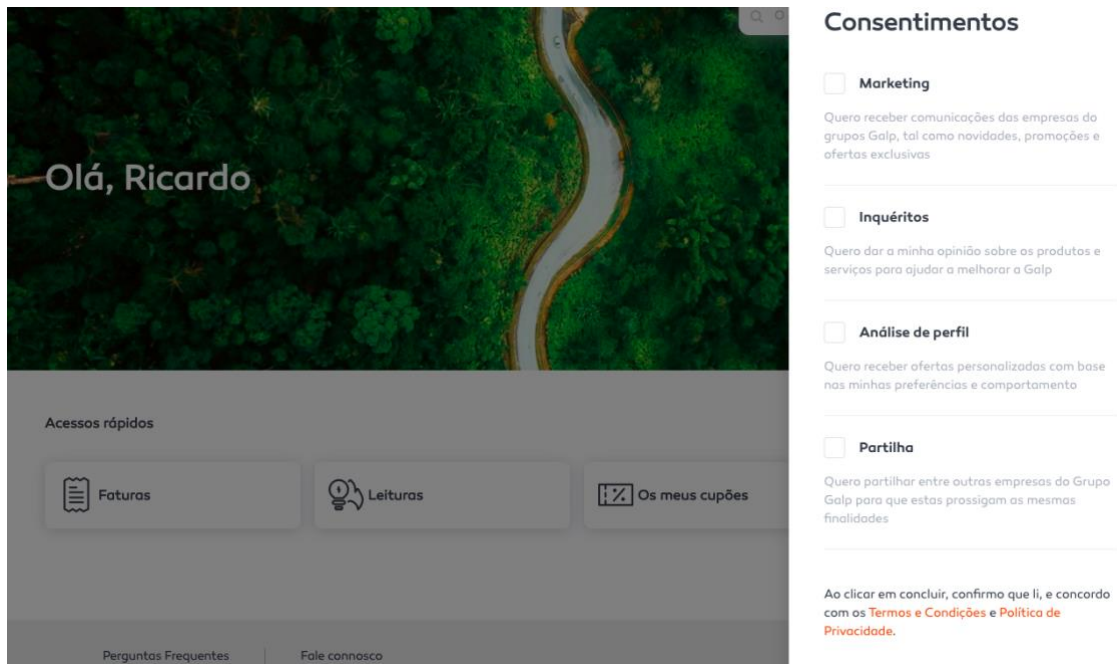 Olá, Ricardo
Acessos rápidos
Faturas
Leituras
Os meus cupões
Perguntas Frequentes
Fale connosco
Consentimentos
Marketing
Quero receber comunicações das empresas do
grupos Galp, tal como novidades, promoções e
ofertas exclusivas
Inquéritos
Quero dar a minha opinião sobre os produtos e
serviços para ajudar a melhorar a Galp
Análise de perfil
Quero receber ofertas personalizadas com base
nas minhas preferências e comportamento
Partilha
Quero partilhar entre outras empresas do Grupo
Galp para que estas prossigam as mesmas
finalidades
Ao clicar em concluir, confirmo que li, e concordo
com os Termos e Condições e Política de
Privacidade.